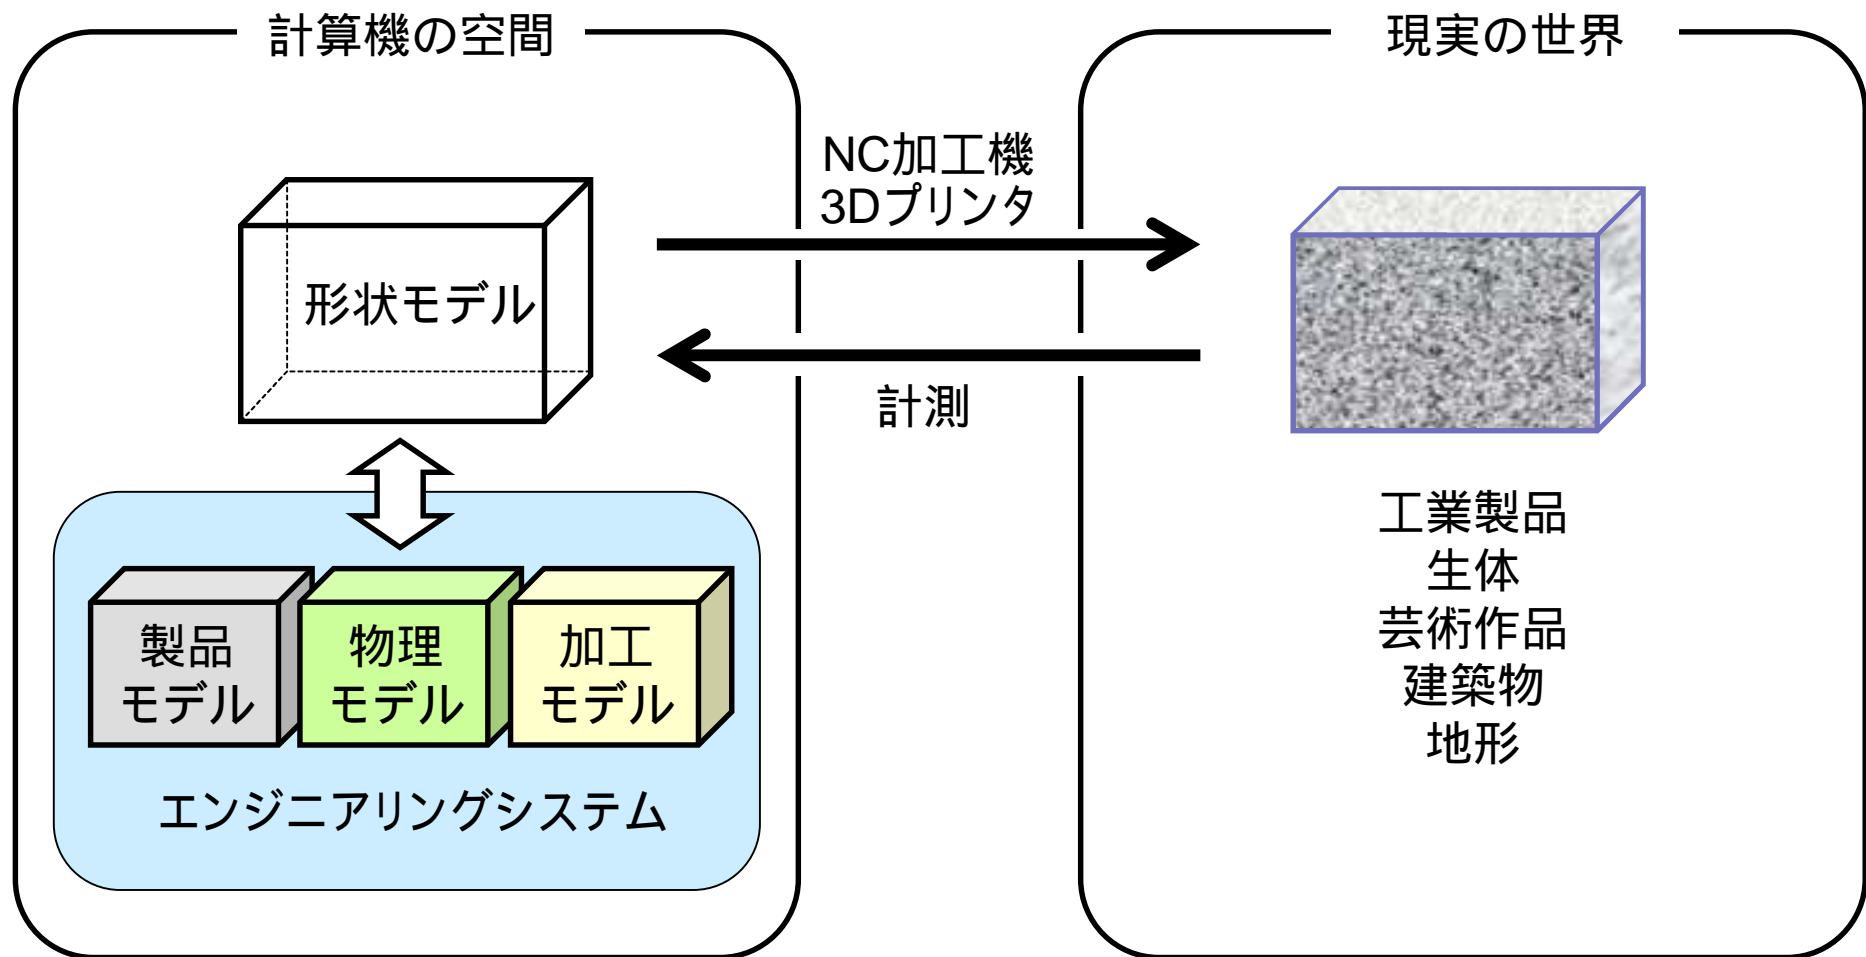 計算機の空間
現実の世界
NC加工機
3Dプリンタ
形状モデル
計測
製品
モデル
物理
モデル
加工
モデル
エンジニアリングシステム
工業製品
生体
芸術作品
建築物
地形